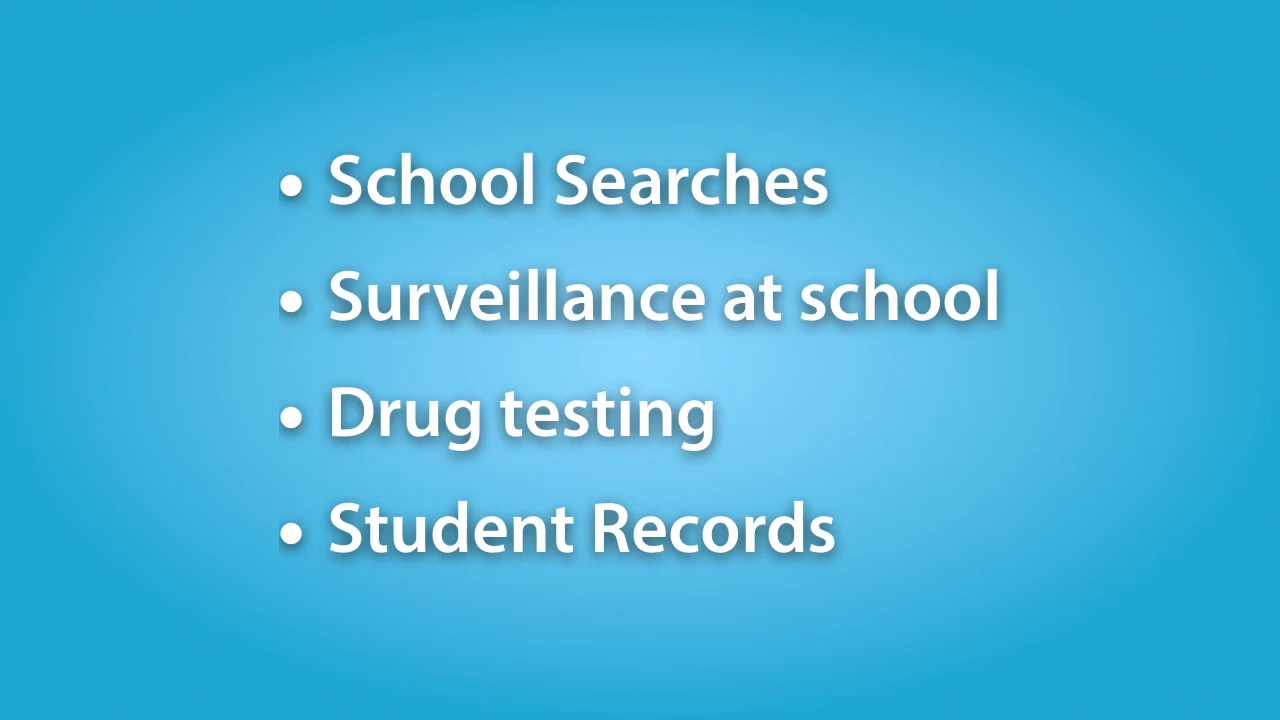 • School Searches
• Surveillance at school
• Drug testing
• Student Records